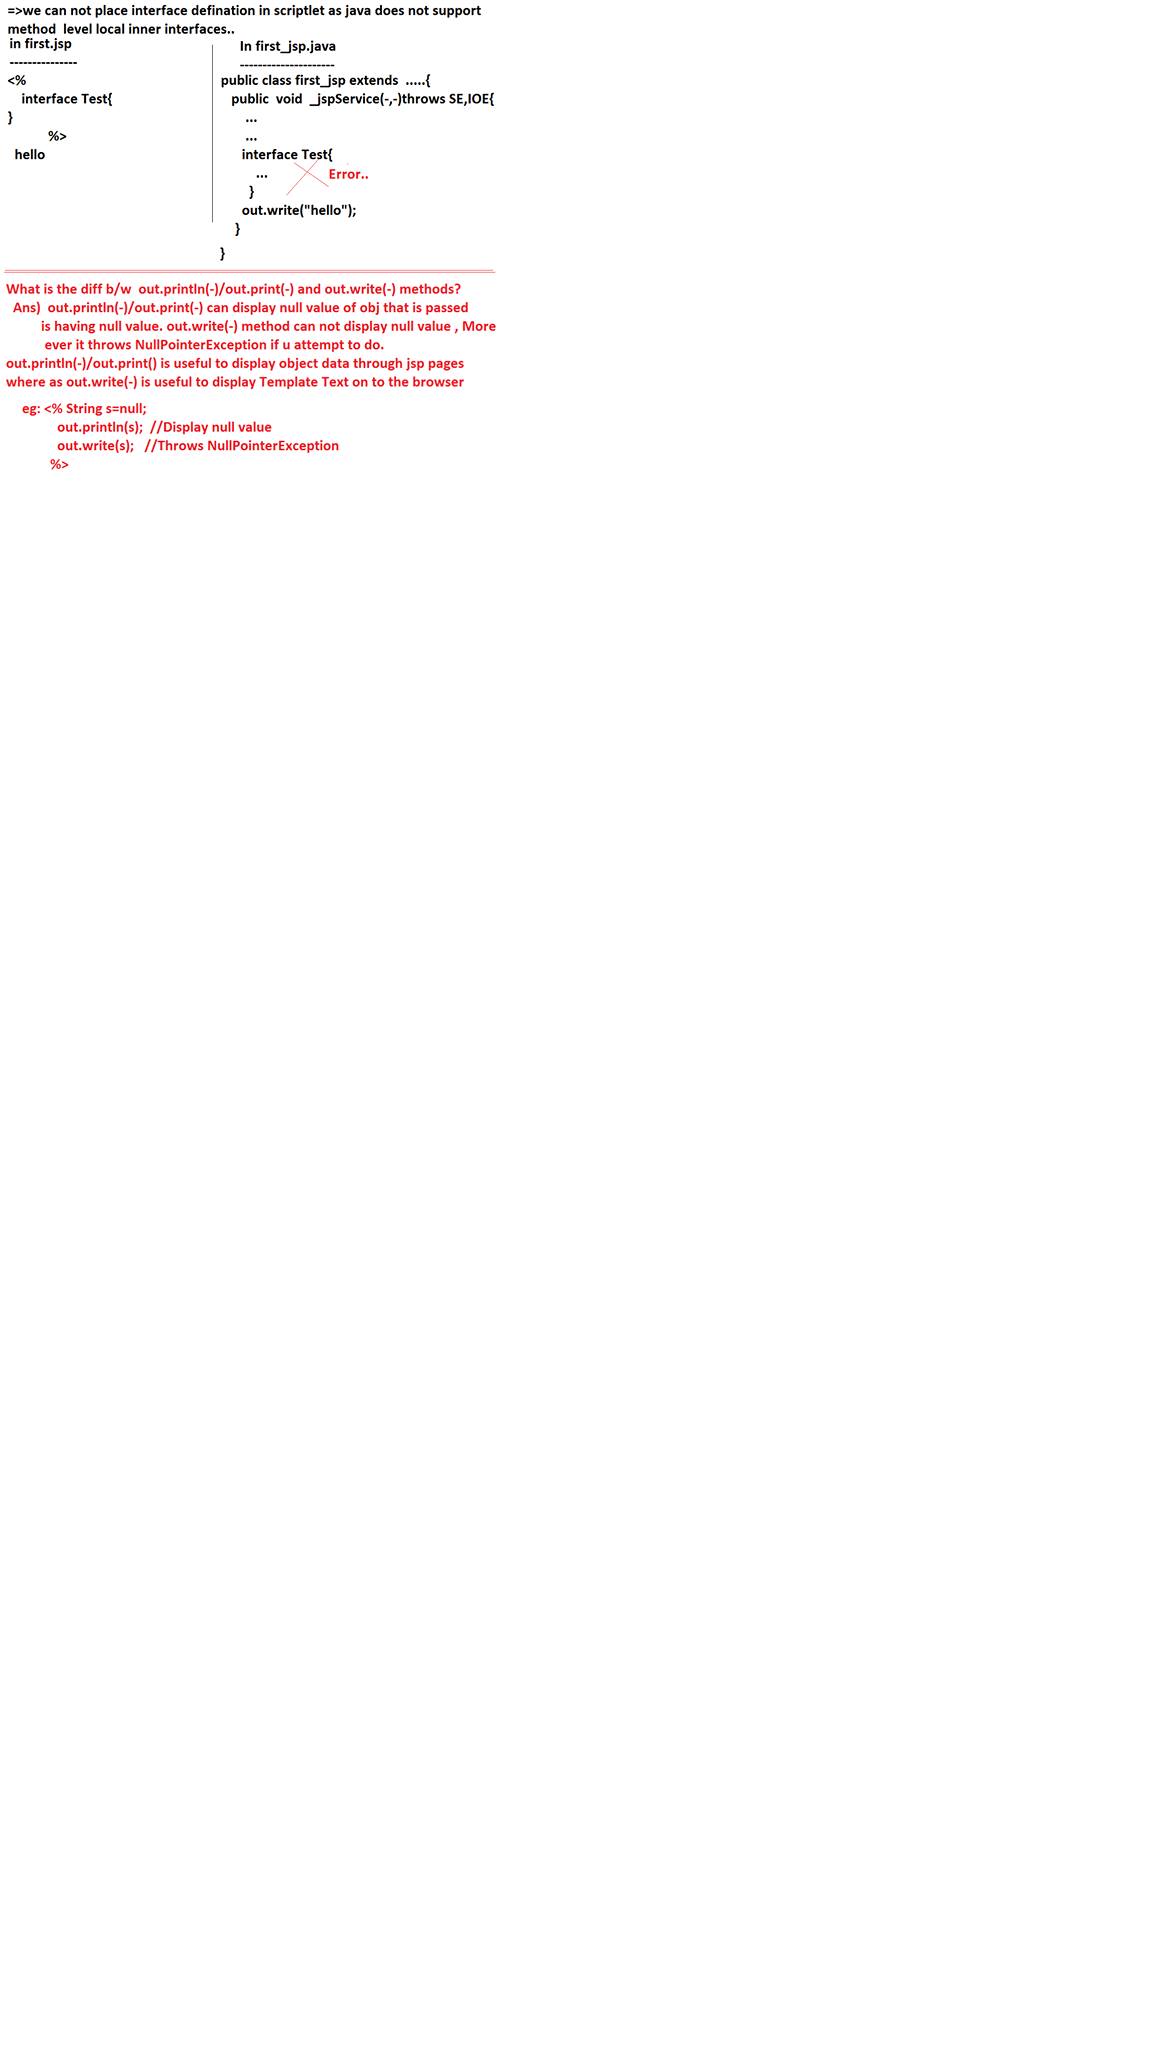 =>we can not place interface defination in scriptlet as java does not support
method  level local inner interfaces..
in first.jsp
---------------
<%
interface Test{
}
%>
hello
In first_jsp.java
---------------------
public class first_jsp extends  .....{
public  void  _jspService(-,-)throws SE,IOE{
...
...
interface Test{
...
Error..
}
out.write("hello");
}
}
What is the diff b/w  out.println(-)/out.print(-) and out.write(-) methods?
Ans)  out.println(-)/out.print(-) can display null value of obj that is passed
is having null value. out.write(-) method can not display null value , More
ever it throws NullPointerException if u attempt to do.
out.println(-)/out.print() is useful to display object data through jsp pages
where as out.write(-) is useful to display Template Text on to the browser
eg: <% String s=null;
out.println(s);  //Display null value
out.write(s);   //Throws NullPointerException
%>